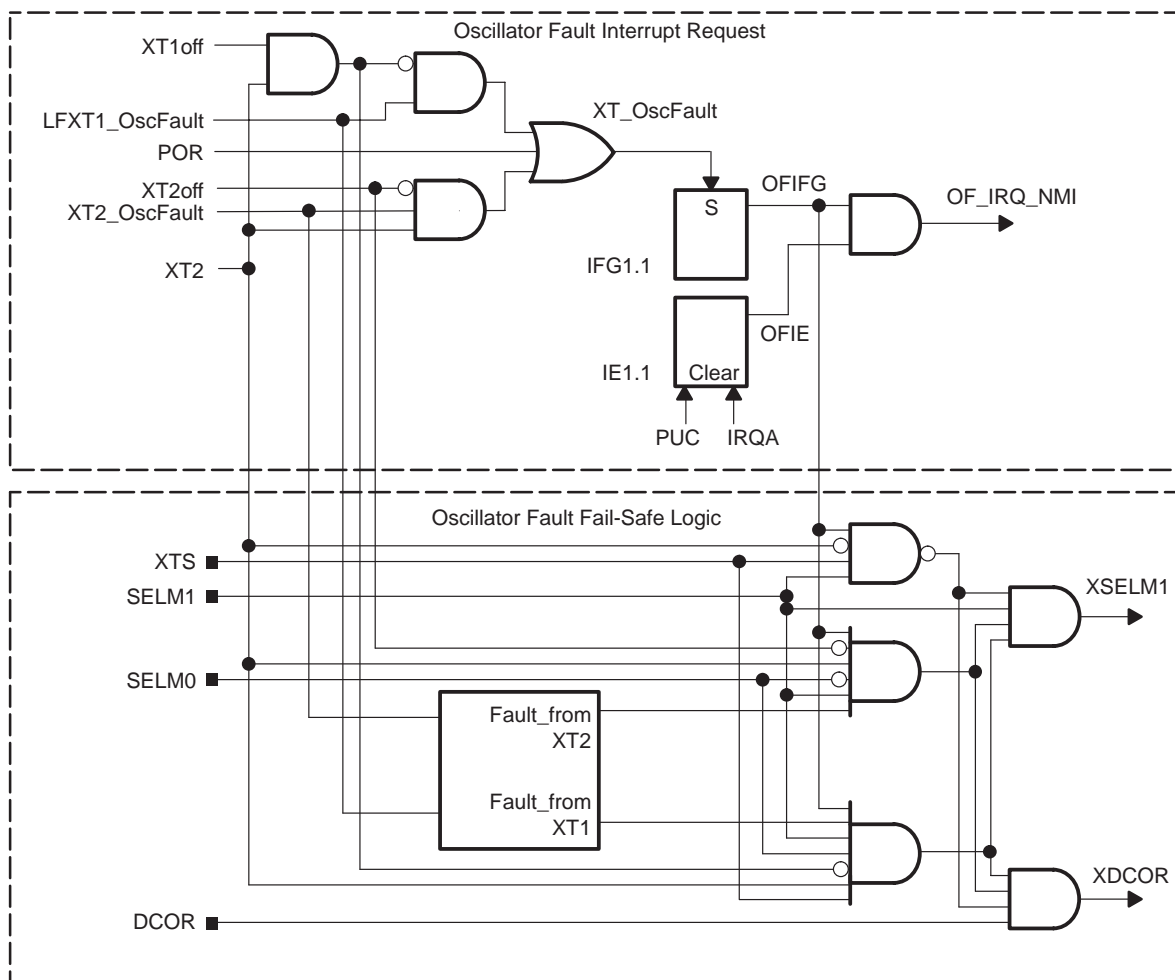 Oscillator Fault Interrupt Request
XT1off
XT_OscFault
LFXT1_OscFault
POR
XT2off
OFIFG
OF_IRQ_NMI
XT2_OscFault
S
XT2
IFG1.1
OFIE
IE1.1
Clear
PUC
IRQA
Oscillator Fault Fail-Safe Logic
XTS
XSELM1
SELM1
SELM0
Fault_from
XT2
Fault_from
XT1
XDCOR
DCOR